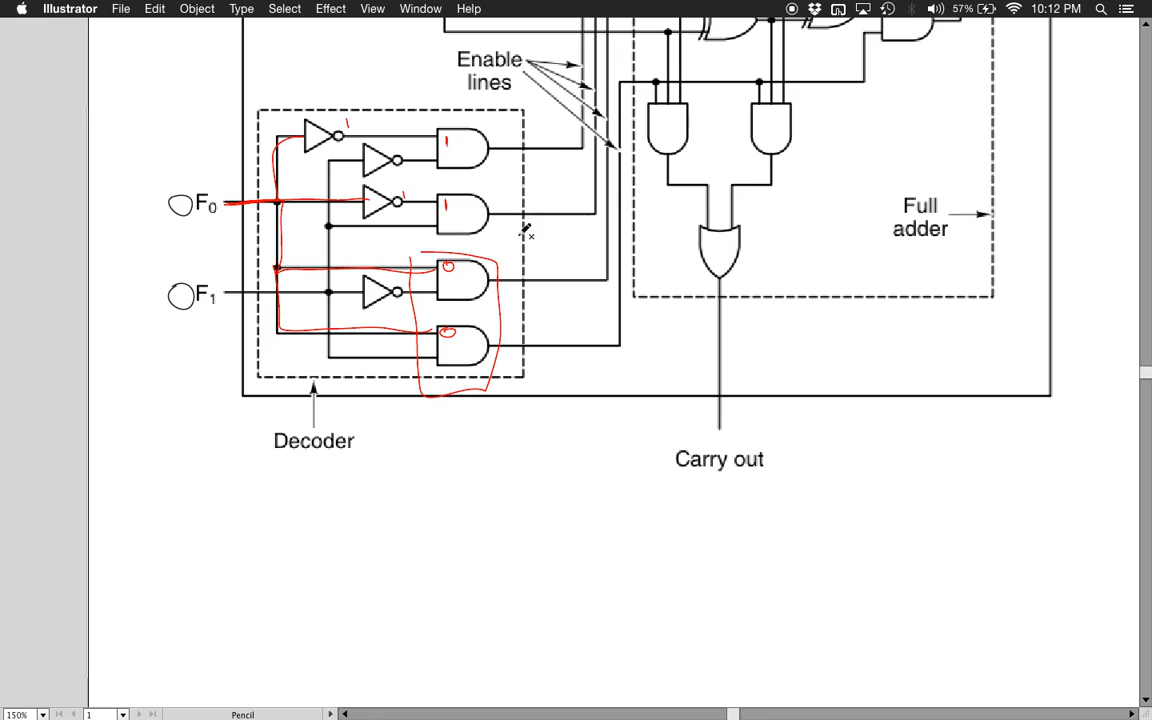 Illustrator File Edit Object Type Select Effect View Window Help 57% 10:12 PM
Enable
lines
1
1
F0
1
1
Full
adder
0
F1
0
Decoder
Carry out
150% 1 Pencil